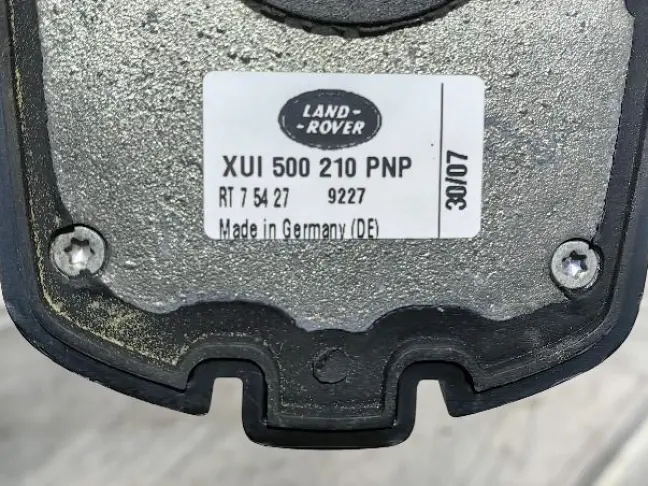 LAND-
-ROVER
XUI 500 210 PNP
RT 7 54 27 9227
Made in Germany (DE)
30/07